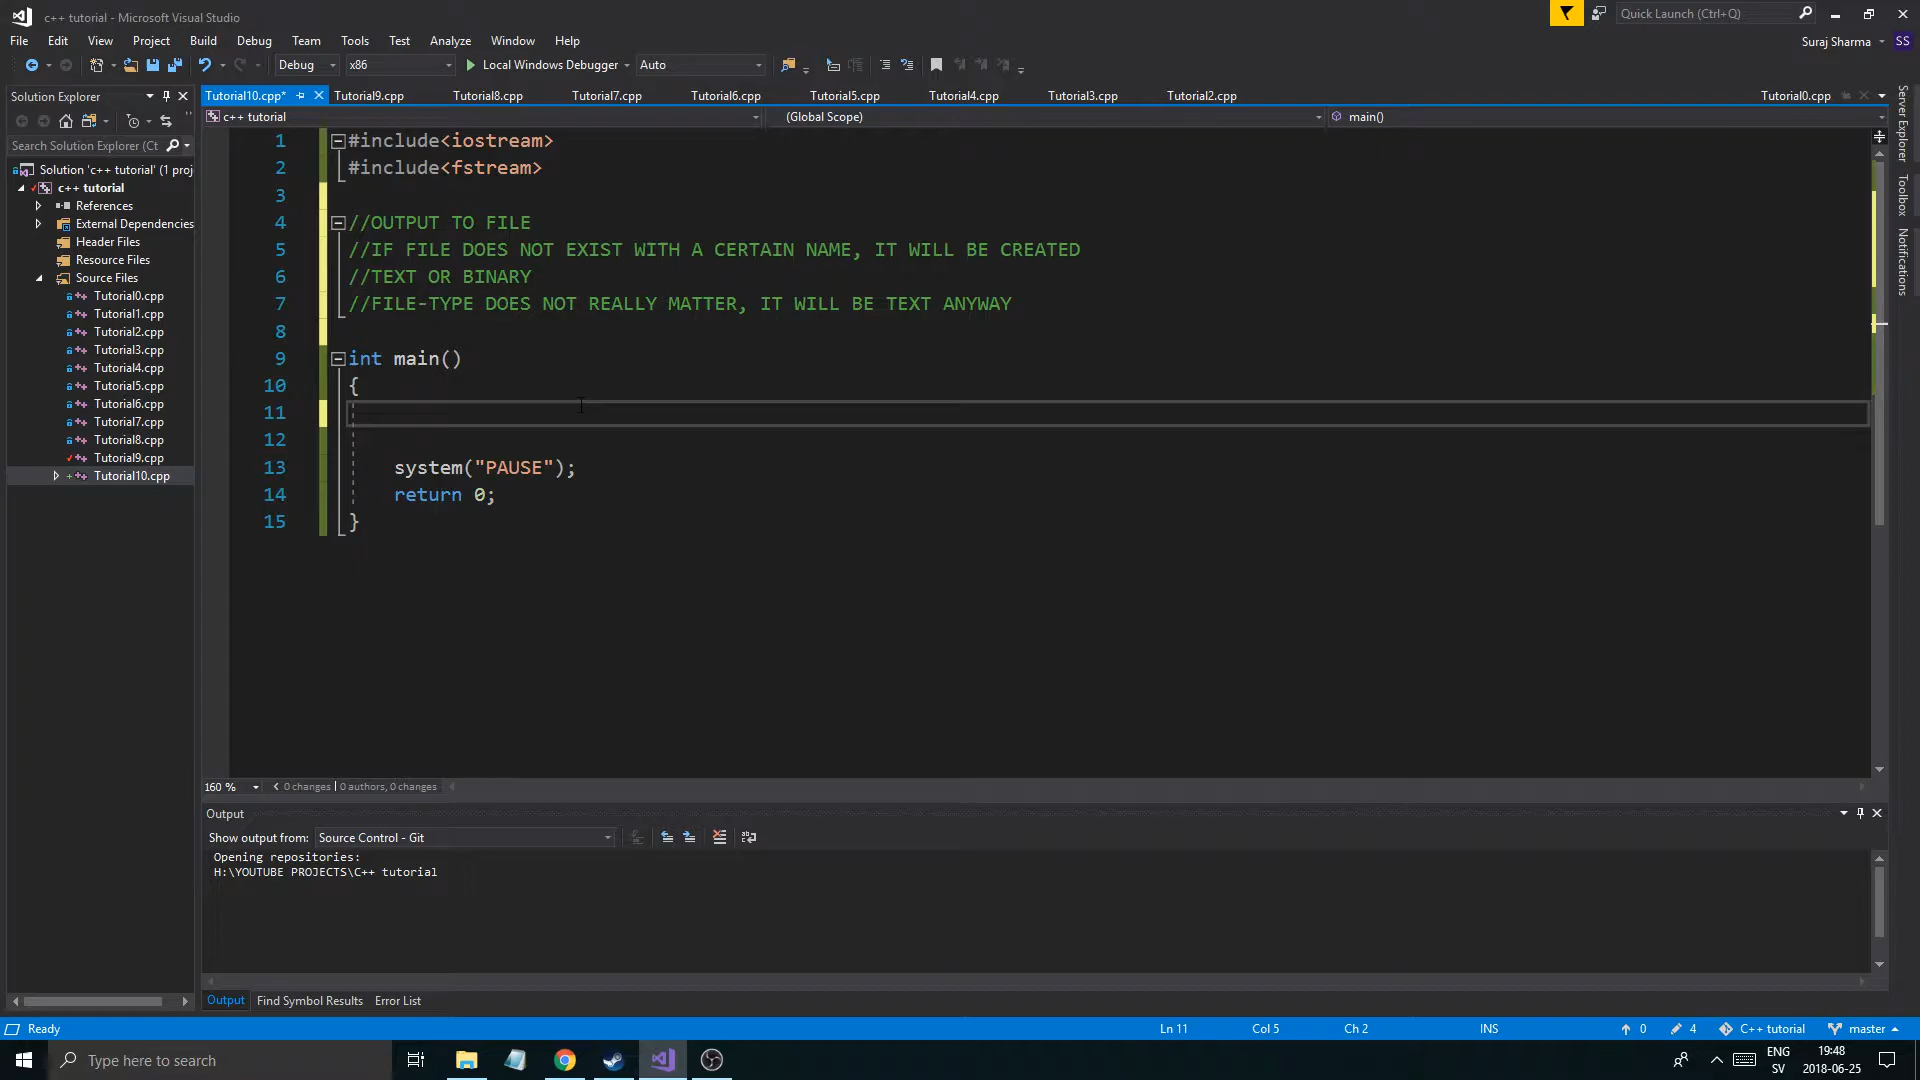 c++ tutorial - Microsoft Visual Studio
Quick Launch (Ctrl+Q)
File Edit View Project Build Debug Team Tools Test Analyze Window Help
Suraj Sharma SS
Debug x86 Local Windows Debugger Auto
Solution Explorer
Tutorial10.cpp* Tutorial9.cpp Tutorial8.cpp Tutorial7.cpp Tutorial6.cpp Tutorial5.cpp Tutorial4.cpp Tutorial3.cpp Tutorial2.cpp Tutorial0.cpp
c++ tutorial (Global Scope) main()
Search Solution Explorer (Ct
Solution 'c++ tutorial' (1 proj
c++ tutorial
References
External Dependencies
Header Files
Resource Files
Source Files
Tutorial0.cpp
Tutorial1.cpp
Tutorial2.cpp
Tutorial3.cpp
Tutorial4.cpp
Tutorial5.cpp
Tutorial6.cpp
Tutorial7.cpp
Tutorial8.cpp
Tutorial9.cpp
Tutorial10.cpp
1 #include<iostream>
2 #include<fstream>
3
4 //OUTPUT TO FILE
5 //IF FILE DOES NOT EXIST WITH A CERTAIN NAME, IT WILL BE CREATED
6 //TEXT OR BINARY
7 //FILE-TYPE DOES NOT REALLY MATTER, IT WILL BE TEXT ANYWAY
8
9 int main()
10 {
11
12
13 system("PAUSE");
14 return 0;
15 }
Server Explorer
Toolbox
Notifications
160 % 0 changes | 0 authors, 0 changes
Output
Show output from: Source Control - Git
Opening repositories:
H:\YOUTUBE PROJECTS\C++ tutorial
Output Find Symbol Results Error List
Ready Ln 11 Col 5 Ch 2 INS 0 4 C++ tutorial master
Type here to search
ENG 19:48
SV 2018-06-25